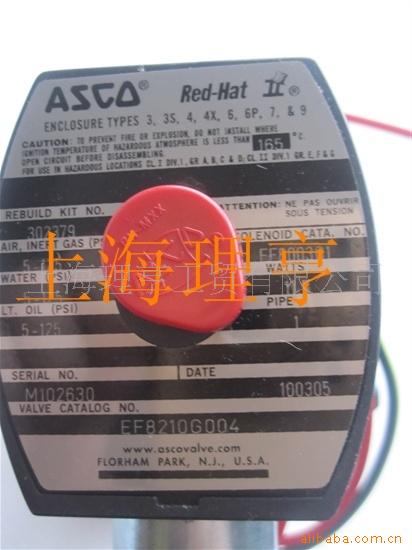 ASCO® Red-Hat II®
ENCLOSURE TYPES 3, 3S, 4, 4X, 6, 6P, 7, & 9
CAUTION: TO PREVENT FIRE OR EXPLOSION, DO NOT INSTALL WHERE
IGNITION TEMPERATURE OF HAZARDOUS ATMOSPHERE IS LESS THAN 165 °C.
OPEN CIRCUIT BEFORE DISASSEMBLING.
FOR USE IN HAZARDOUS LOCATIONS CL I DIV.1, GR A, B, C & D; CL II DIV.1 GR E, F & G
REBUILD KIT NO.
ATTENTION: NE PAS OUVRIR
SOUS TENSION
302379
SOLENOID CATA. NO.
AIR, INERT GAS
WATER (PSI)
WATTS
上海理亨
LT. OIL (PSI)
PIPE
5-125
1
SERIAL NO.
DATE
M102630
100305
VALVE CATALOG NO.
EF8210G004
www.ascovalve.com
FLORHAM PARK, N.J., U.S.A.
alibaba.com.cn